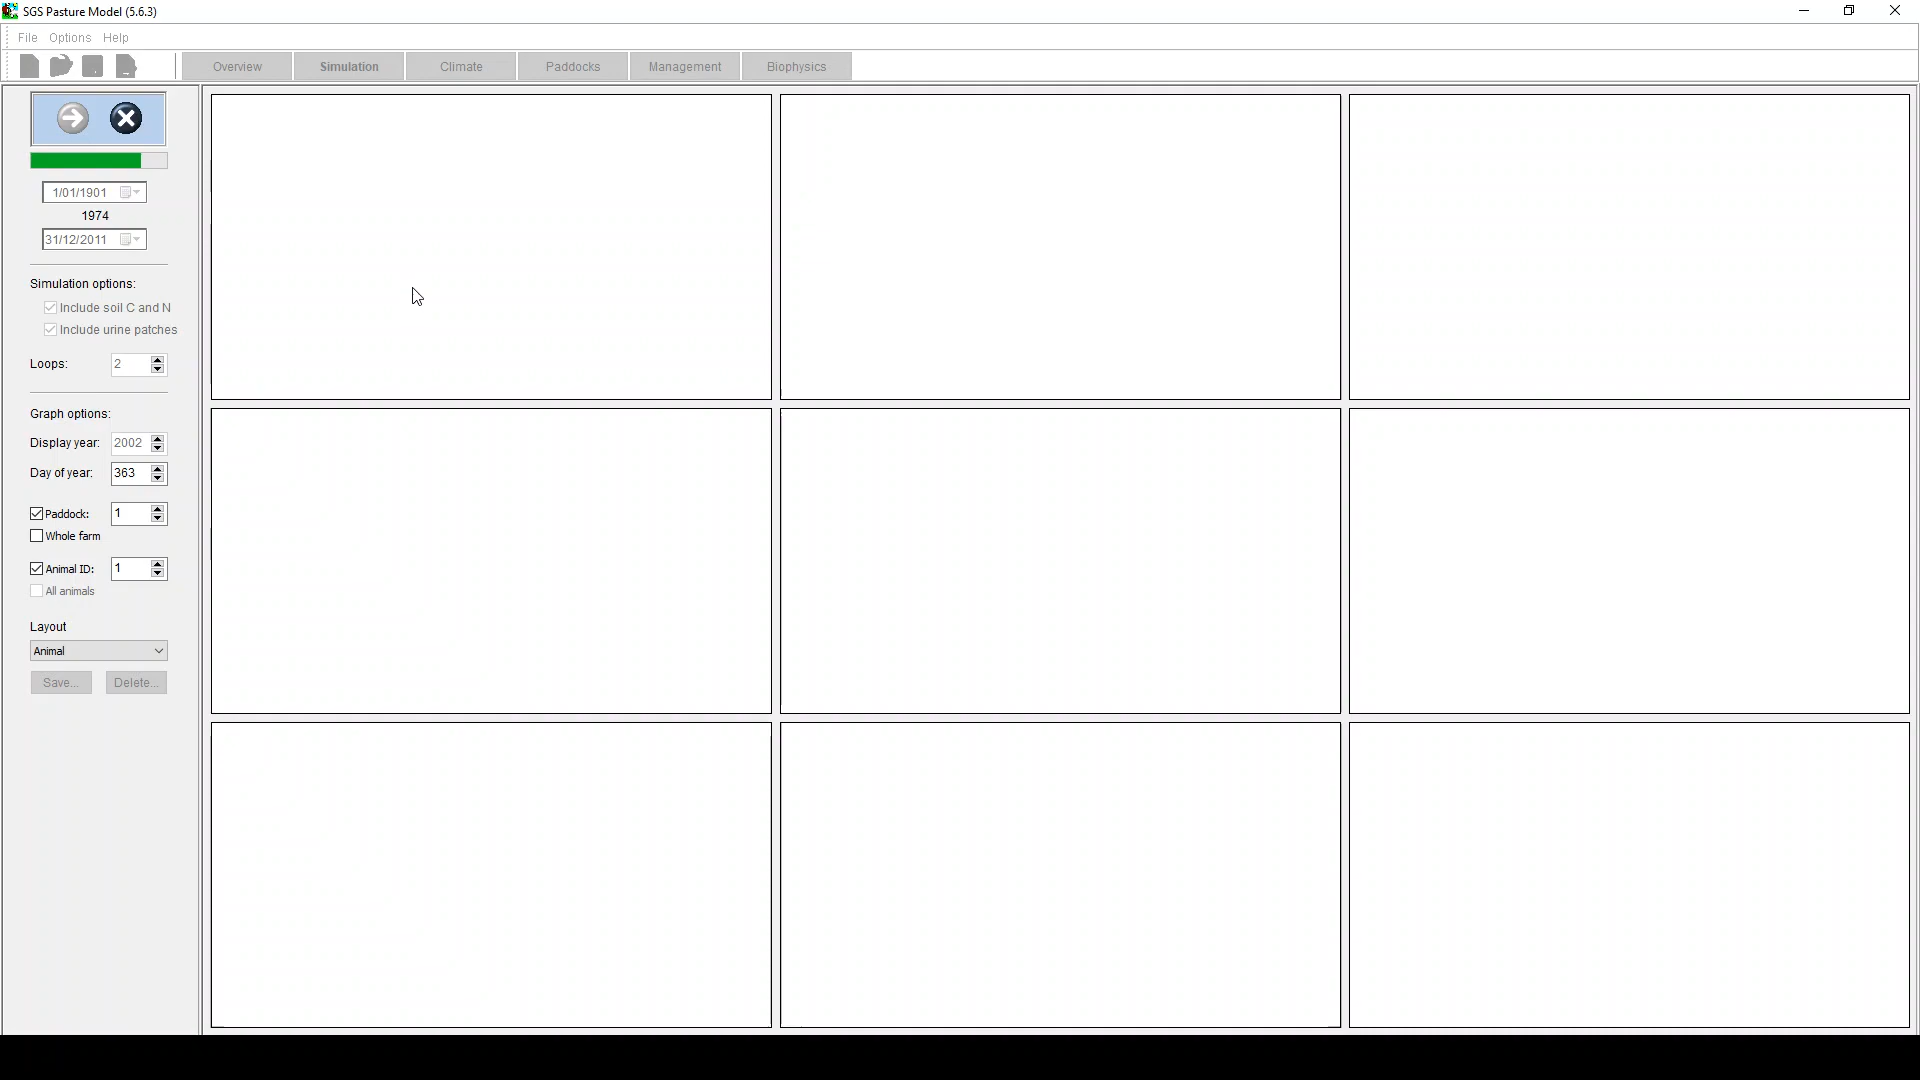 SGS Pasture Model (5.6.3)
File Options Help
Overview Simulation Climate Paddocks Management Biophysics
1/01/1901
1974
31/12/2011
Simulation options:
Include soil C and N
Include urine patches
Loops: 2
Graph options:
Display year: 2002
Day of year: 363
Paddock: 1
Whole farm
Animal ID: 1
All animals
Layout
Animal
Save... Delete...